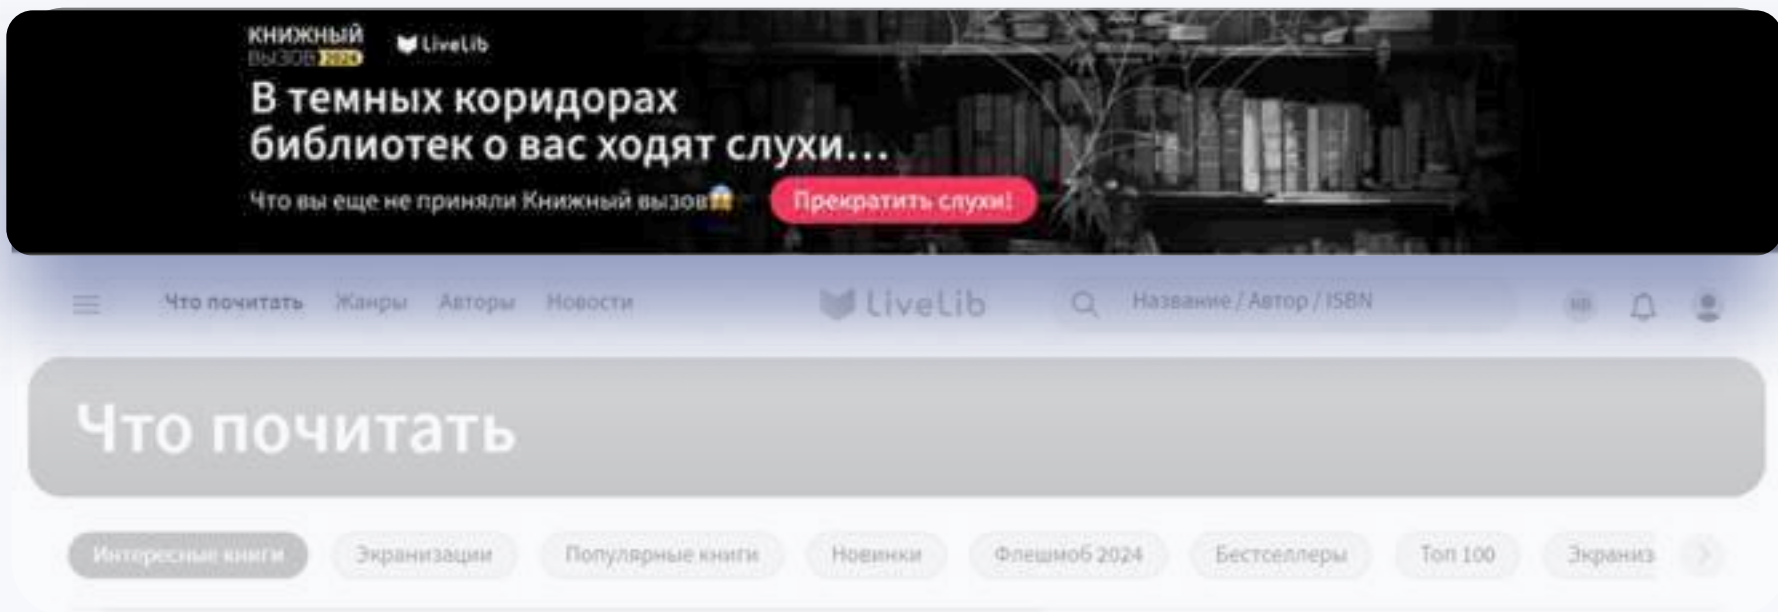 КНИЖНЫЙ
ВЫЗОВ 2024
LiveLib
В темных коридорах
библиотек о вас ходят слухи...
Что вы еще не приняли Книжный вызов😱
Прекратить слухи!
Что почитать Жанры Авторы Новости LiveLib Название / Автор / ISBN
Что почитать
Интересные книги Экранизации Популярные книги Новинки Флешмоб 2024 Бестселлеры Топ 100 Экраниз